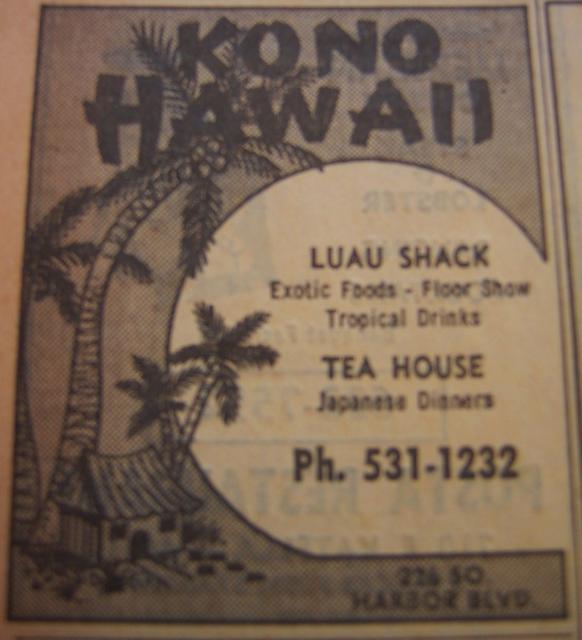 KONO
HAWAII
LUAU SHACK
Exotic Foods - Floor Show
Tropical Drinks
TEA HOUSE
Japanese Dinners
Ph. 531-1232
226 SO.
HARBOR BLVD.